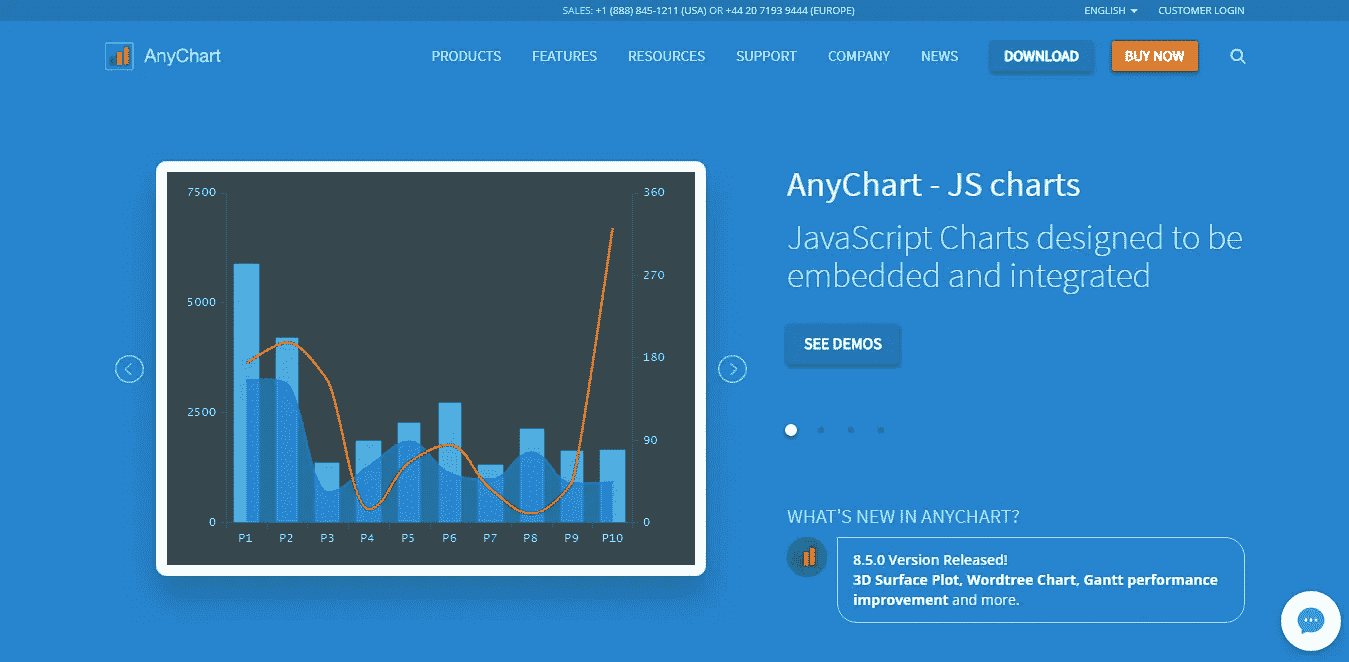 SALES: +1 (888) 845-1211 (USA) OR +44 20 7193 9444 (EUROPE)
ENGLISH
CUSTOMER LOGIN
AnyChart
PRODUCTS
FEATURES
RESOURCES
SUPPORT
COMPANY
NEWS
DOWNLOAD
BUY NOW
7500
5000
2500
0
360
270
180
90
0
P1 P2 P3 P4 P5 P6 P7 P8 P9 P10
AnyChart - JS charts
JavaScript Charts designed to be
embedded and integrated
SEE DEMOS
WHAT'S NEW IN ANYCHART?
8.5.0 Version Released!
3D Surface Plot, Wordtree Chart, Gantt performance
improvement and more.